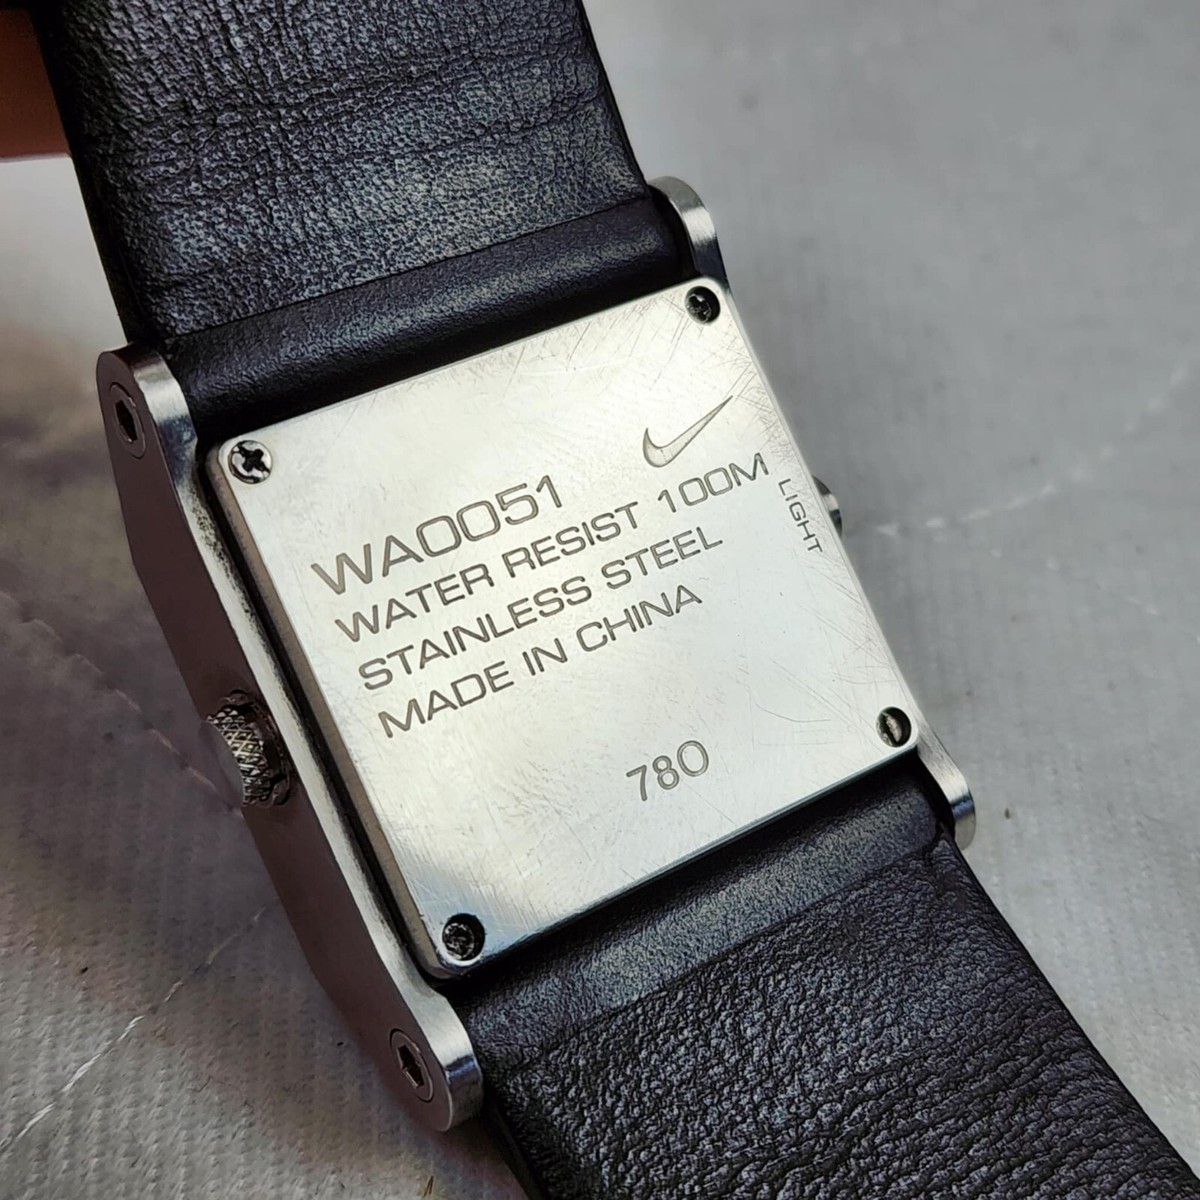 WA0051
WATER RESIST 100M
STAINLESS STEEL
MADE IN CHINA
780
LIGHT